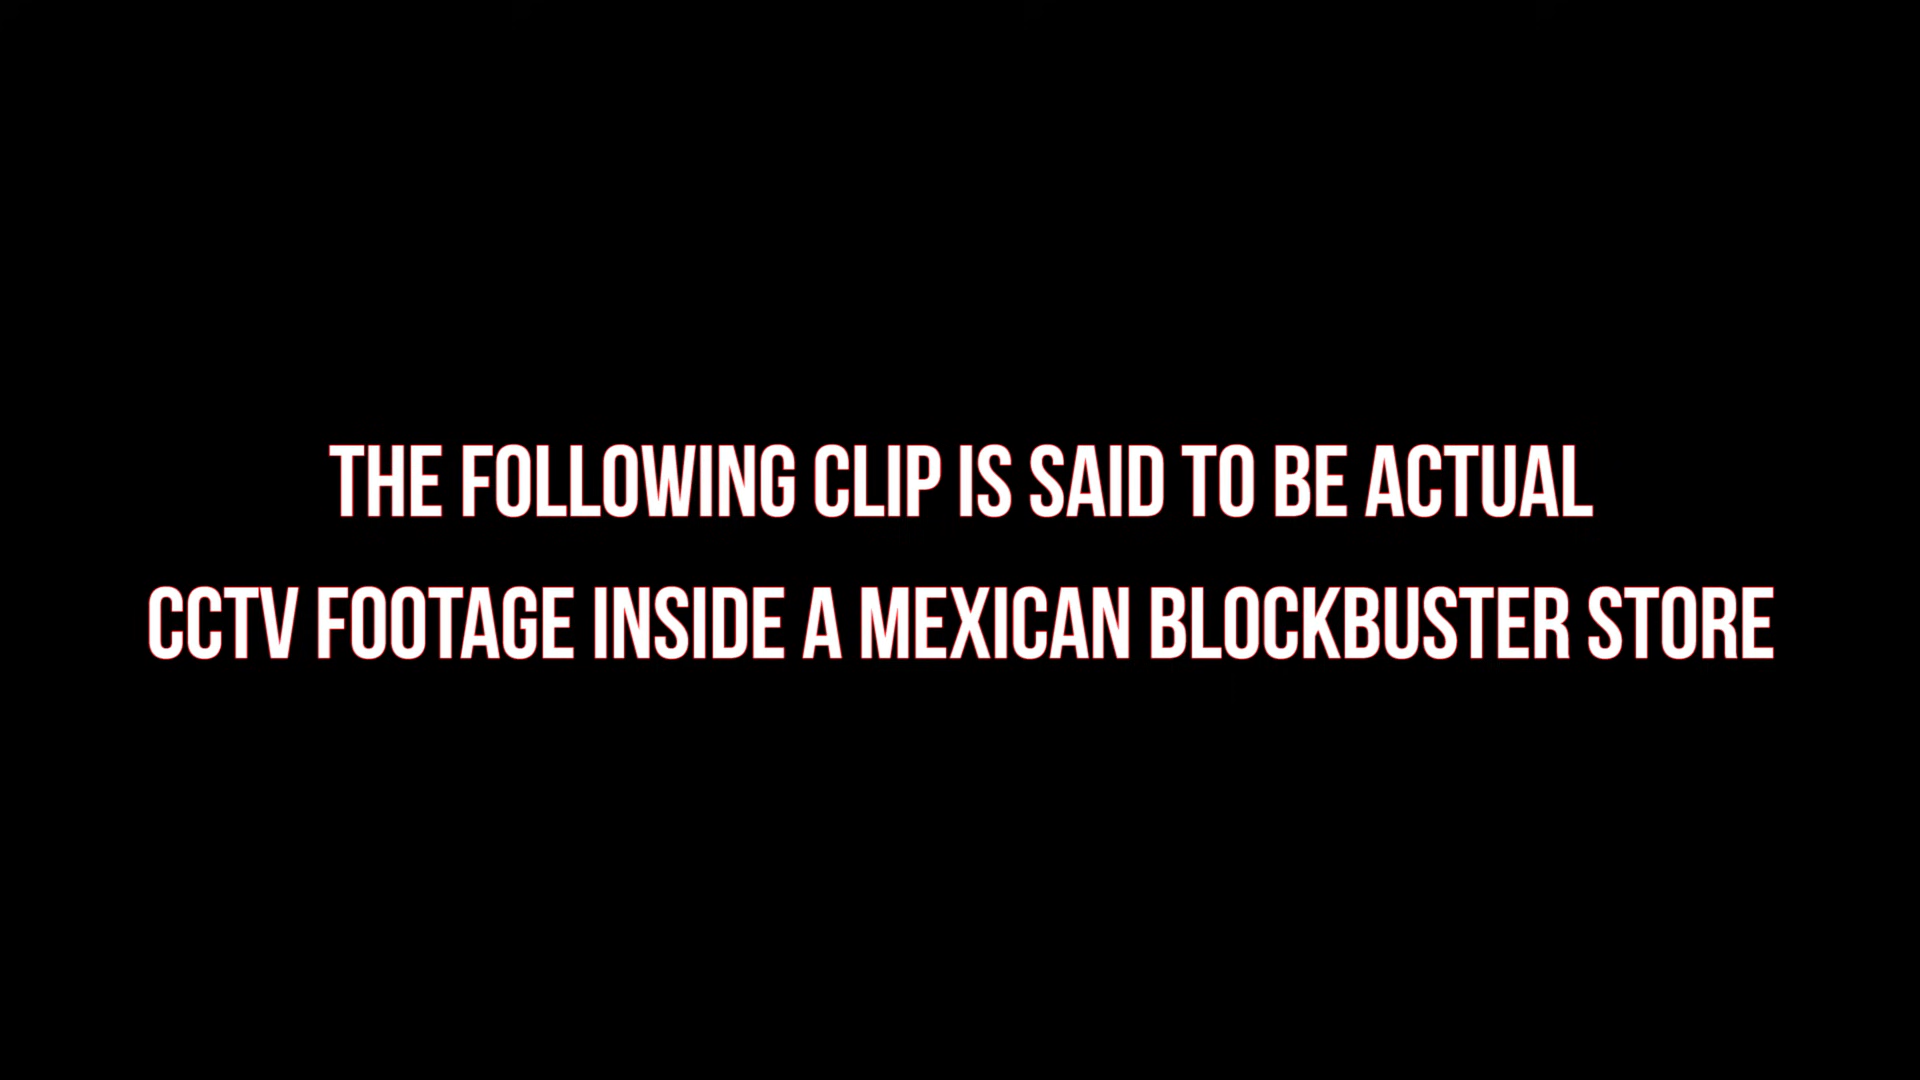 THE FOLLOWING CLIP IS SAID TO BE ACTUAL
CCTV FOOTAGE INSIDE A MEXICAN BLOCKBUSTER STORE